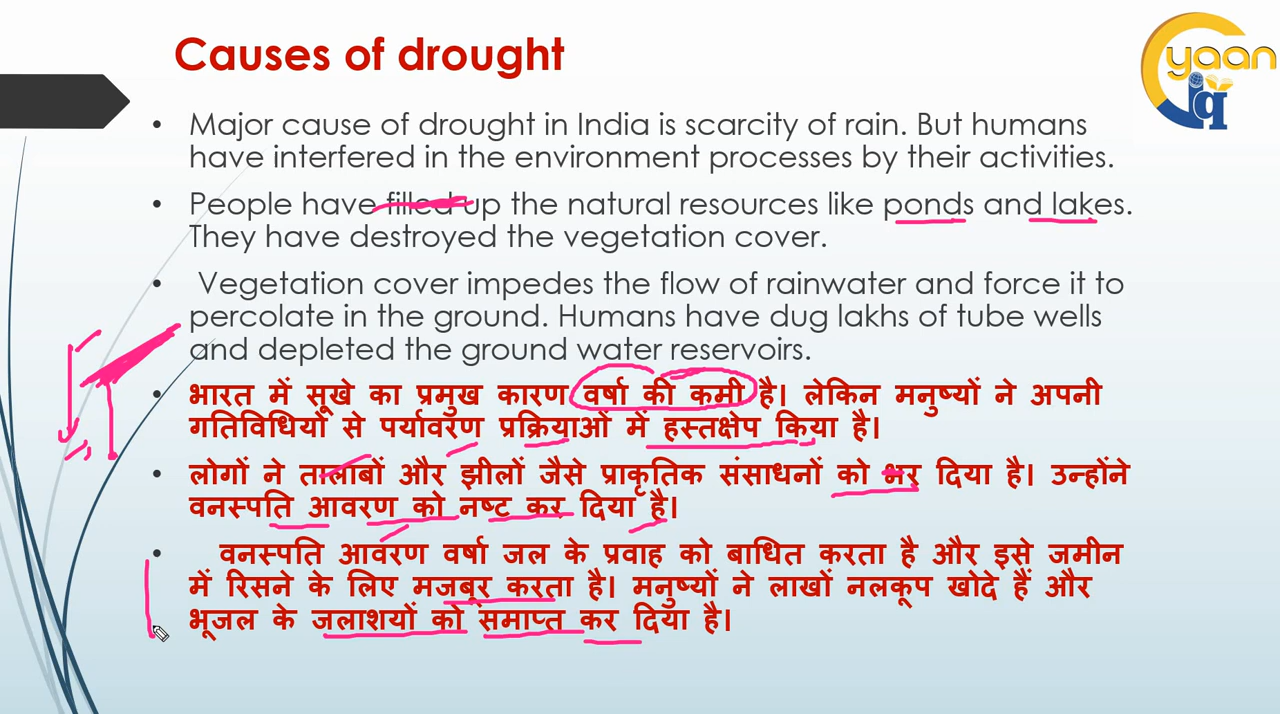 Causes of drought
yaan
iq
• Major cause of drought in India is scarcity of rain. But humans
have interfered in the environment processes by their activities.
• People have filled up the natural resources like ponds and lakes.
They have destroyed the vegetation cover.
• Vegetation cover impedes the flow of rainwater and force it to
percolate in the ground. Humans have dug lakhs of tube wells
and depleted the ground water reservoirs.
• भारत में सूखे का प्रमुख कारण वर्षा की कमी है। लेकिन मनुष्यों ने अपनी
गतिविधियों से पर्यावरण प्रक्रियाओं में हस्तक्षेप किया है।
• लोगों ने तालाबों और झीलों जैसे प्राकृतिक संसाधनों को भर दिया है। उन्होंने
वनस्पति आवरण को नष्ट कर दिया है।
• वनस्पति आवरण वर्षा जल के प्रवाह को बाधित करता है और इसे जमीन
में रिसने के लिए मजबूर करता है। मनुष्यों ने लाखों नलकूप खोदे हैं और
भूजल के जलाशयों को समाप्त कर दिया है।